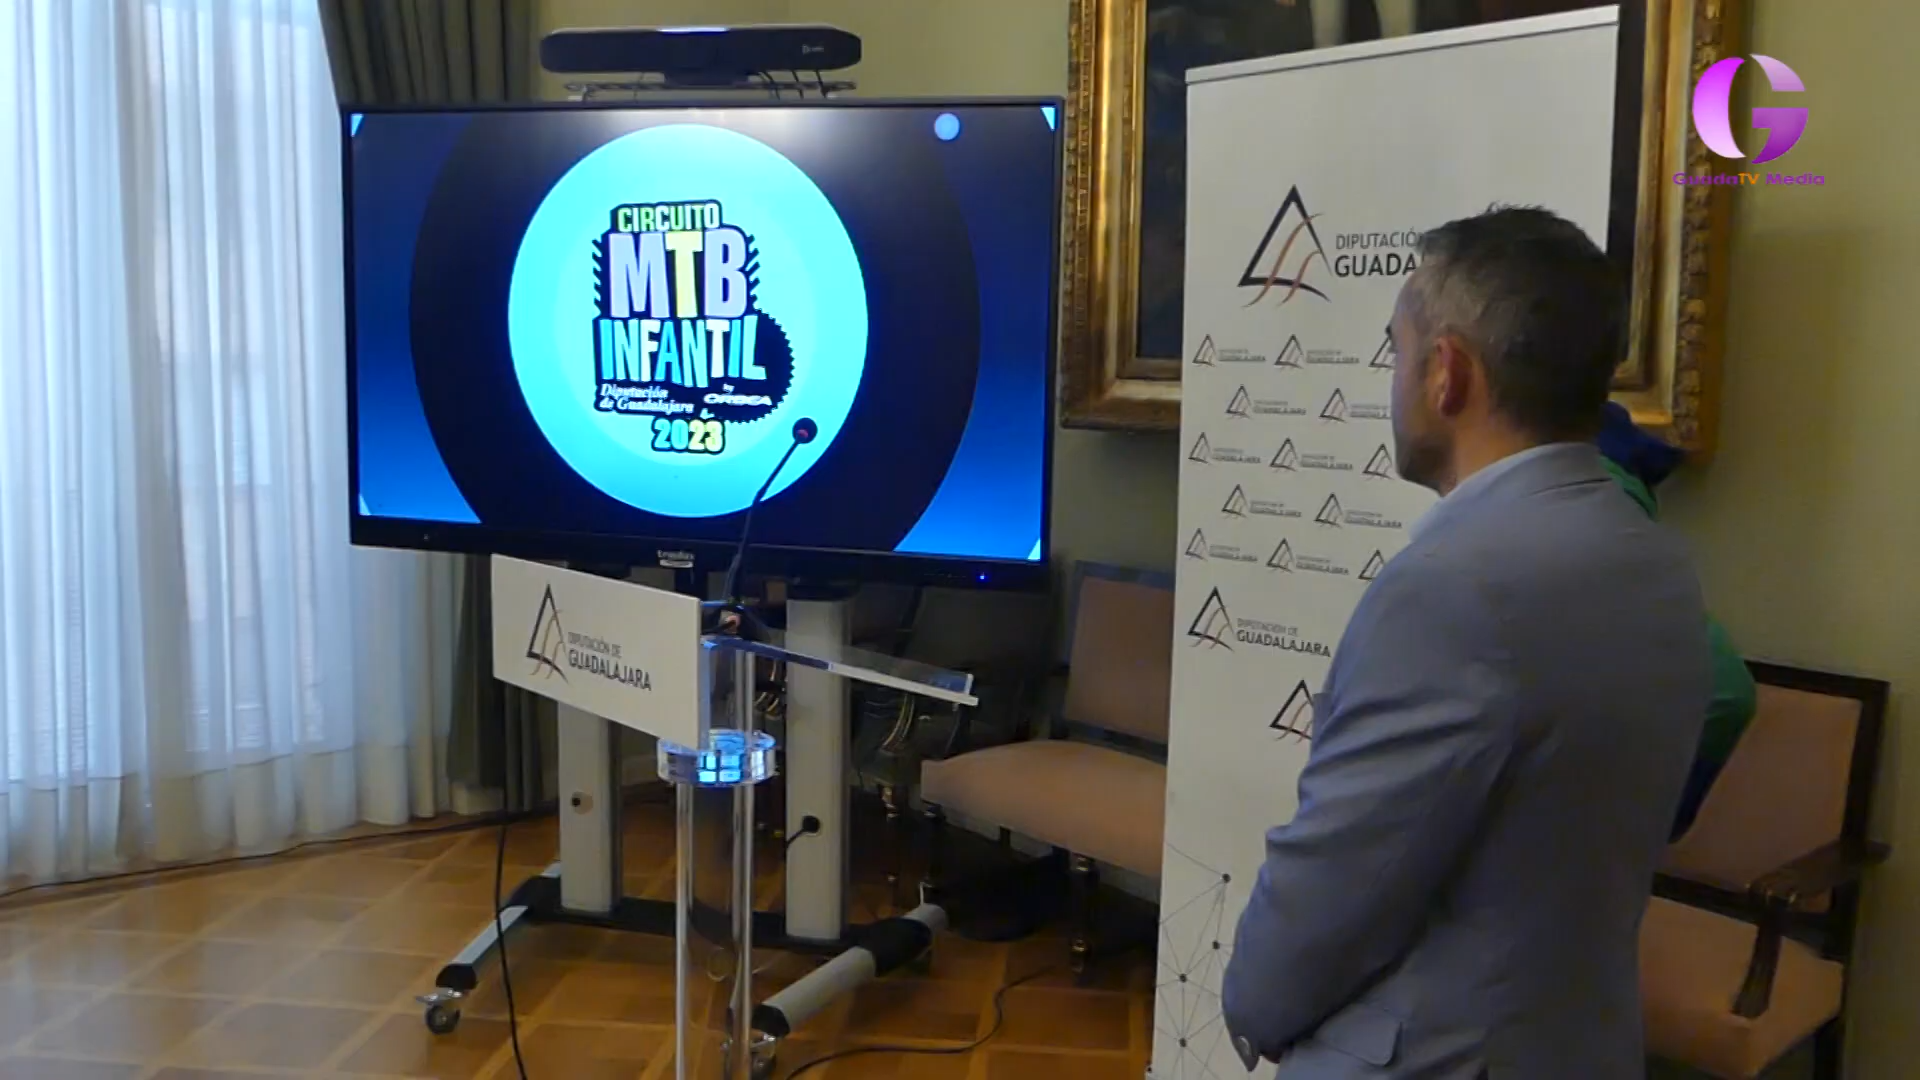 CIRCUITO
MTB
INFANTIL
Diputación
de Guadalajara
by
ORBEA
&
2023
DIPUTACIÓN DE
GUADALAJARA
DIPUTACIÓN
GUADA
DIPUTACIÓN DE
GUADALAJARA
GuadaTV Media